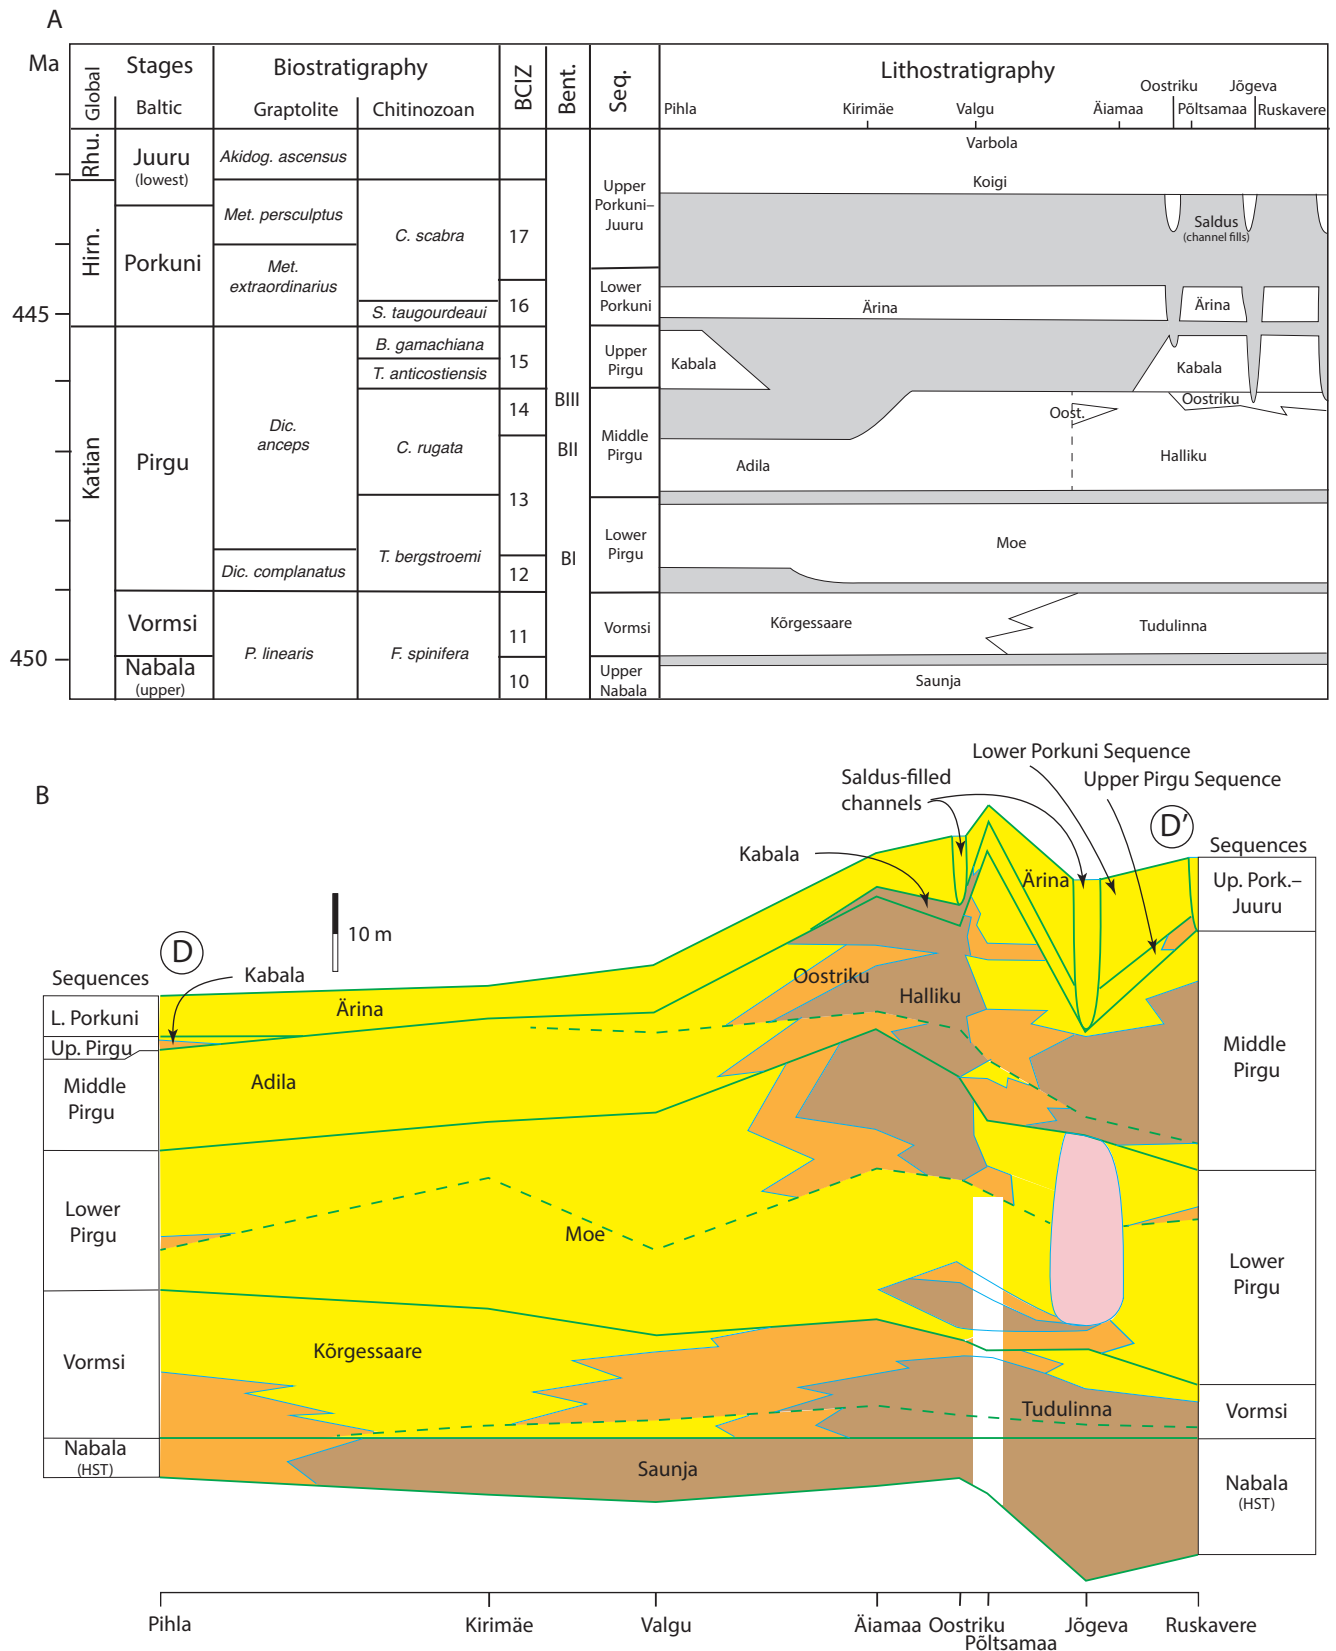 A
Ma
Global
Stages
Baltic
Biostratigraphy
Graptolite
Chitinozoan
BCIZ
Bent.
Seq.
Lithostratigraphy
Pihla
Kirimäe
Valgu
Äiamaa
Oostriku
Põltsamaa
Jõgeva
Ruskavere
445
450
Rhu.
Hirn.
Katian
Juuru
(lowest)
Porkuni
Pirgu
Vormsi
Nabala
(upper)
Akidog. ascensus
Met. persculptus
Met.
extraordinarius
Dic.
anceps
Dic. complanatus
P. linearis
C. scabra
S. taugourdeaui
B. gamachiana
T. anticostiensis
C. rugata
T. bergstroemi
F. spinifera
17
16
15
14
13
12
11
10
BIII
BII
BI
Upper
Porkuni–
Juuru
Lower
Porkuni
Upper
Pirgu
Middle
Pirgu
Lower
Pirgu
Vormsi
Upper
Nabala
Varbola
Koigi
Saldus
(channel fills)
Ärina
Ärina
Kabala
Kabala
Oostriku
Oost.
Adila
Halliku
Moe
Kõrgessaare
Tudulinna
Saunja
B
Lower Porkuni Sequence
Saldus-filled
channels
Upper Pirgu Sequence
D'
Sequences
Kabala
Ärina
Up. Pork.–
Juuru
10 m
D
Sequences
Kabala
L. Porkuni
Ärina
Oostriku
Halliku
Up. Pirgu
Middle
Pirgu
Adila
Middle
Pirgu
Lower
Pirgu
Moe
Lower
Pirgu
Vormsi
Kõrgessaare
Tudulinna
Vormsi
Nabala
(HST)
Saunja
Nabala
(HST)
Pihla
Kirimäe
Valgu
Äiamaa
Oostriku
Põltsamaa
Jõgeva
Ruskavere